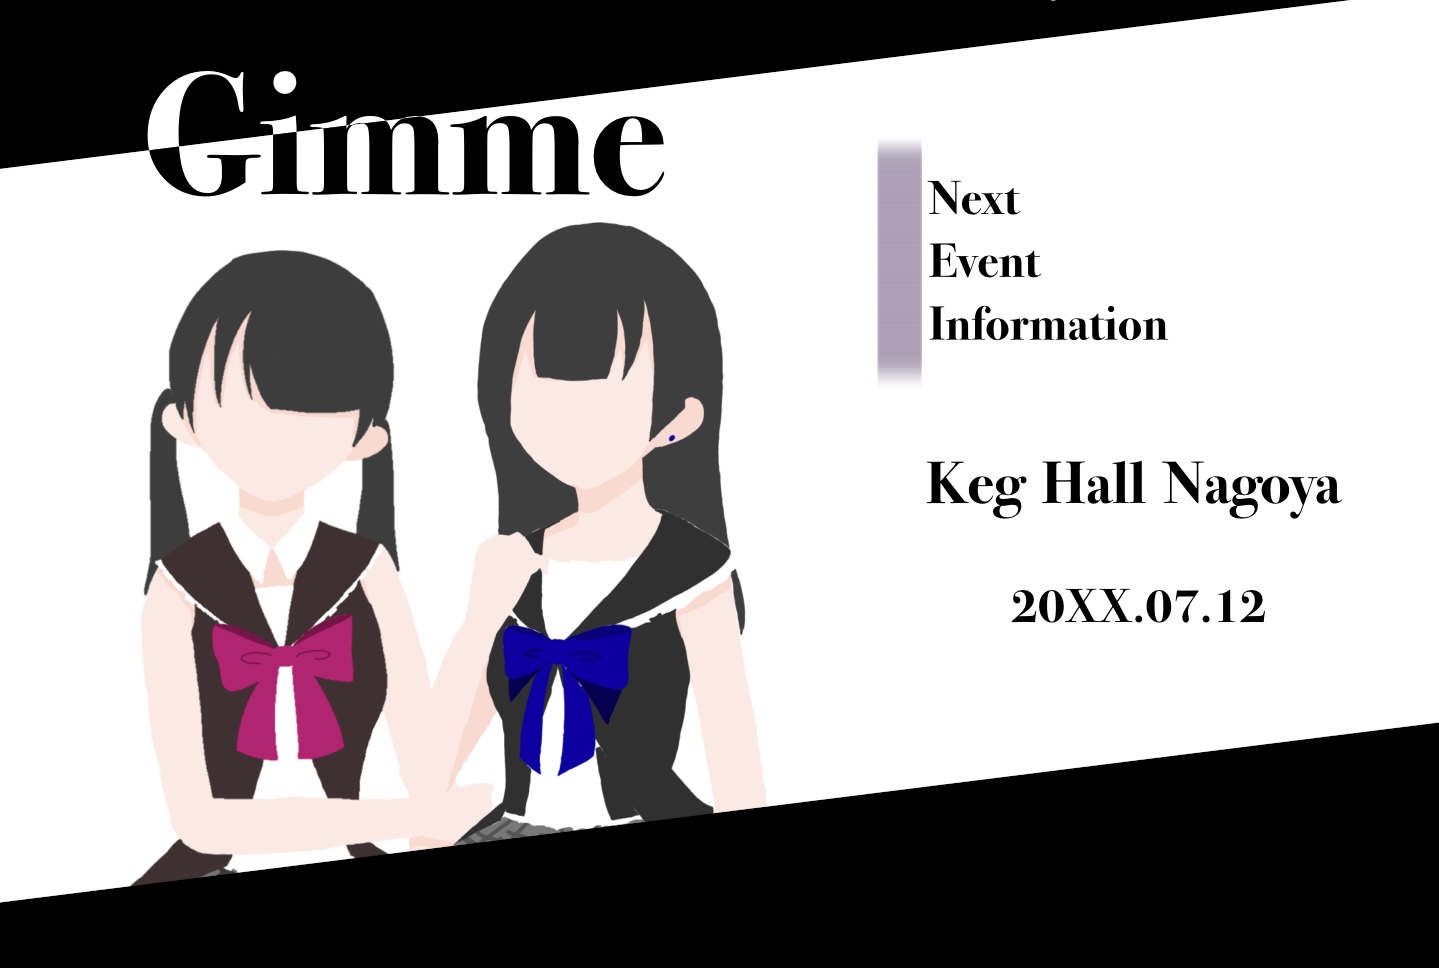 Gimme
Next
Event
Information
Keg Hall Nagoya
20XX.07.12